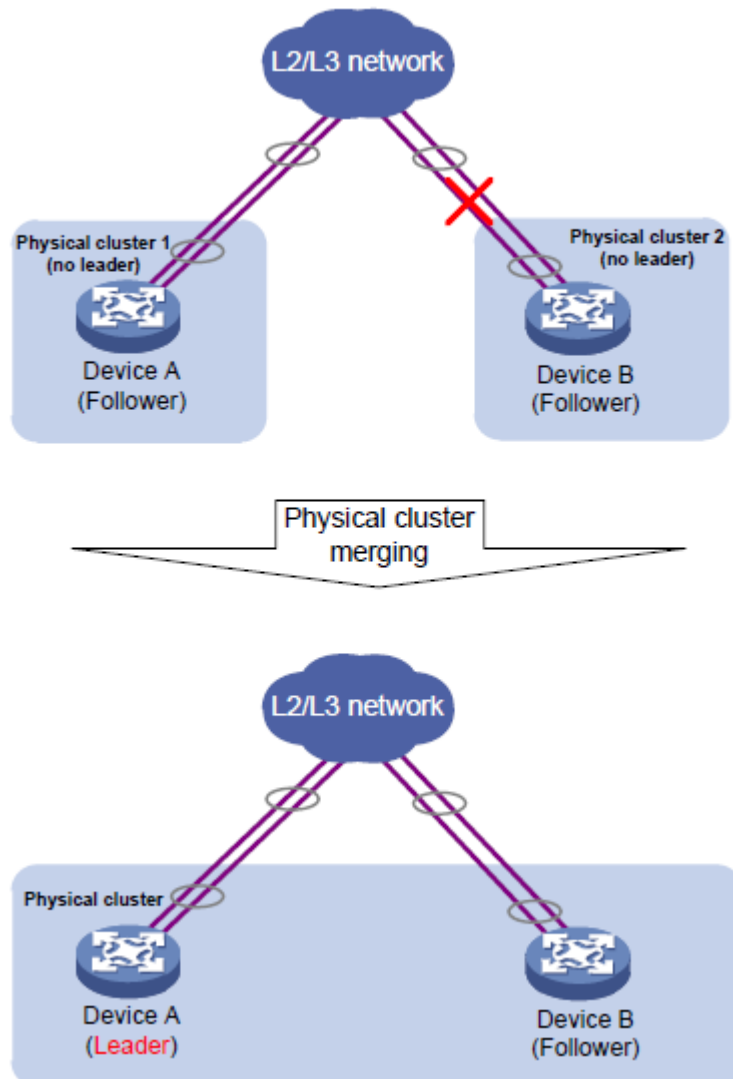 L2/L3 network
Physical cluster 1
(no leader)
Physical cluster 2
(no leader)
Device A
(Follower)
Device B
(Follower)
Physical cluster
merging
L2/L3 network
Physical cluster
Device A
(Leader)
Device B
(Follower)